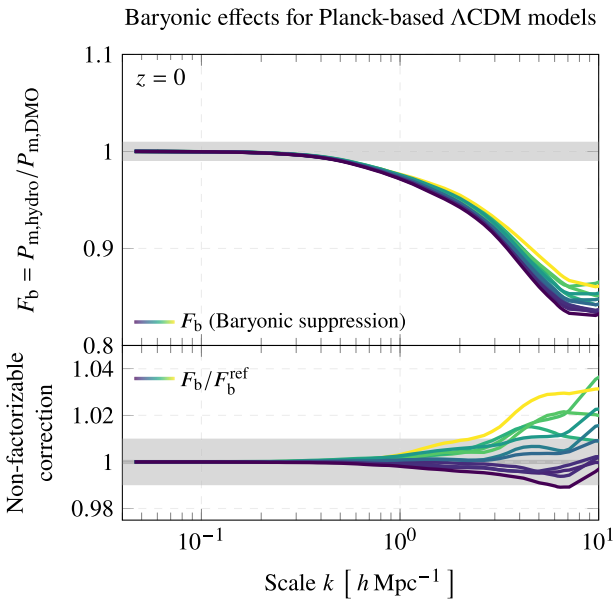 Baryonic effects for Planck-based ΛCDM models
z = 0
F_b = P_m,hydro/P_m,DMO
1.1
1
0.9
0.8
F_b (Baryonic suppression)
Non-factorizable
correction
1.04
1.02
1
0.98
F_b/F_b^ref
10^−1
10^0
10^1
Scale k [ h Mpc^−1 ]